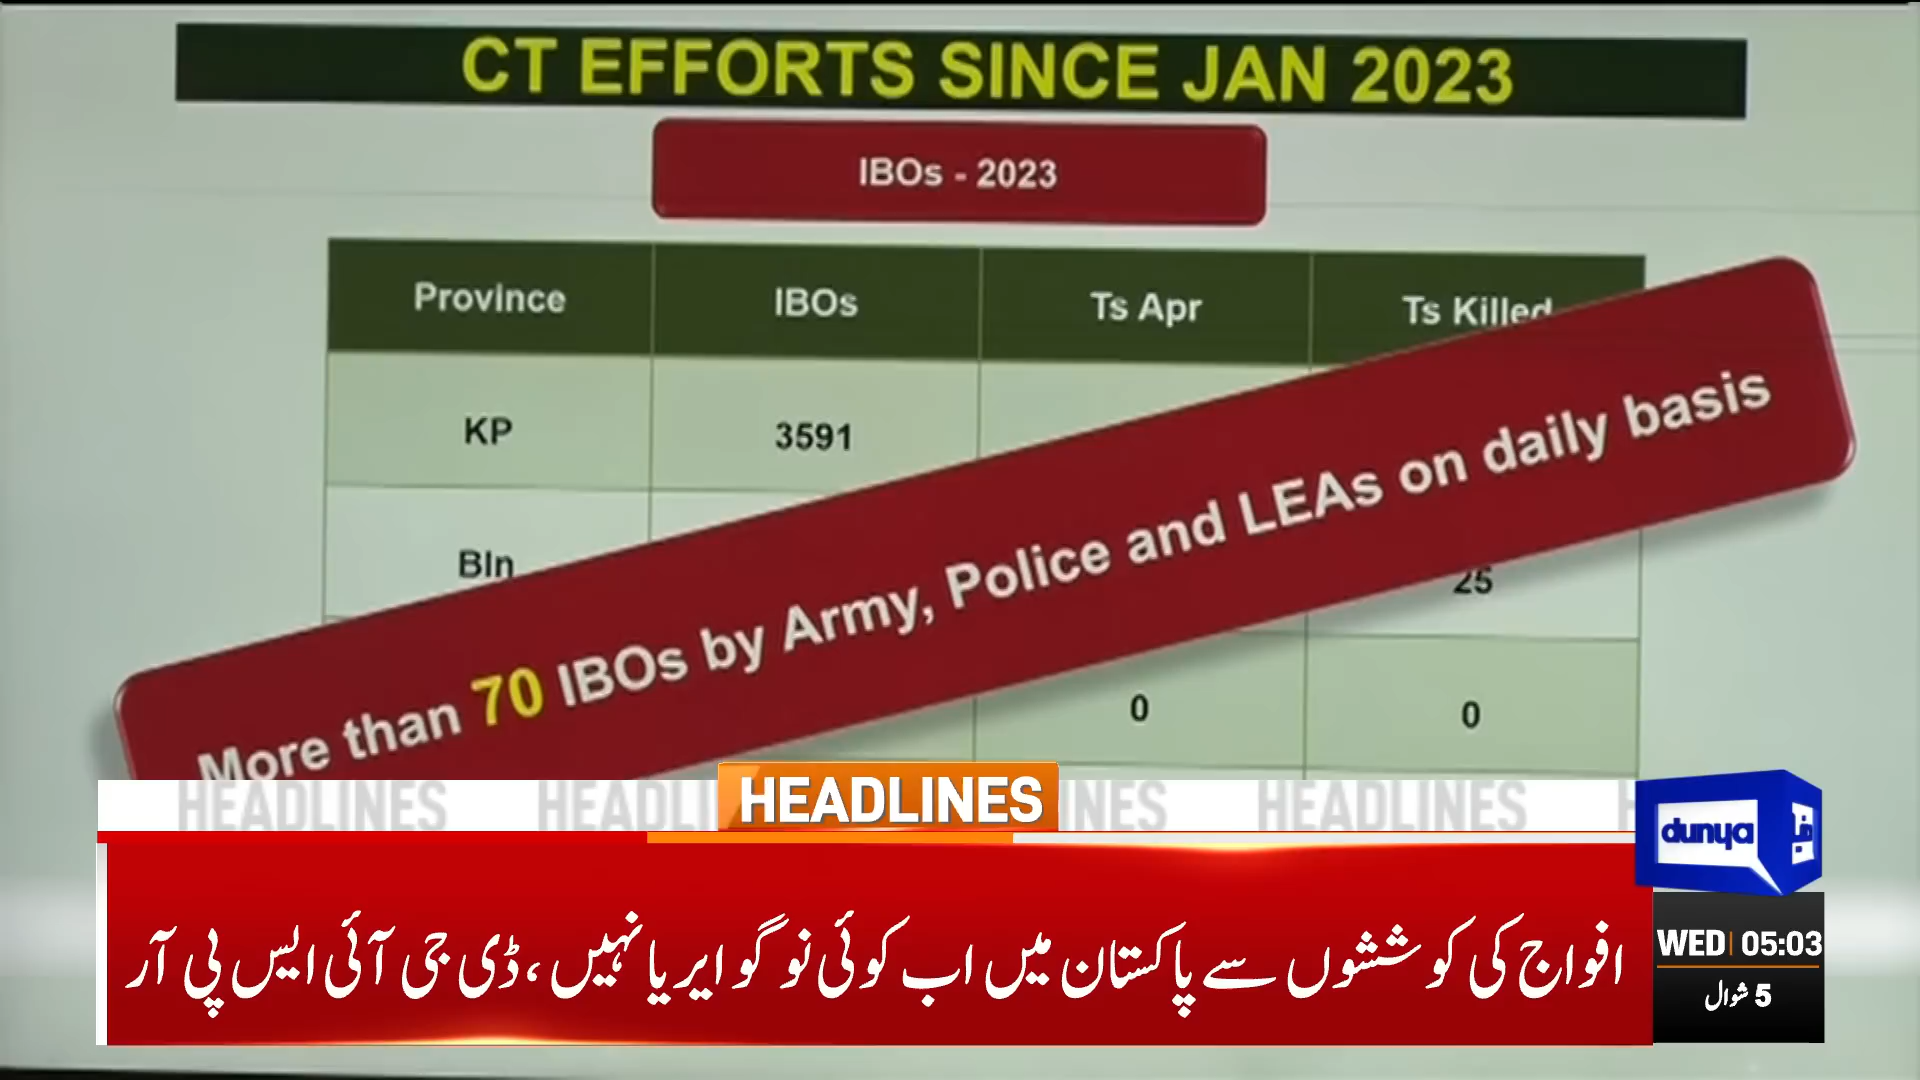 CT EFFORTS SINCE JAN 2023
IBOs - 2023
Province IBOs Ts Apr Ts Killed
KP 3591
Bln 25
More than 70 IBOs by Army, Police and LEAs on daily basis
0 0
HEADLINES HEADLINES HEADLINES
dunya
افواج کی کوششوں سے پاکستان میں اب کوئی نو گو ایریا نہیں، ڈی جی آئی ایس پی آر
WED 05:03
5 شوال